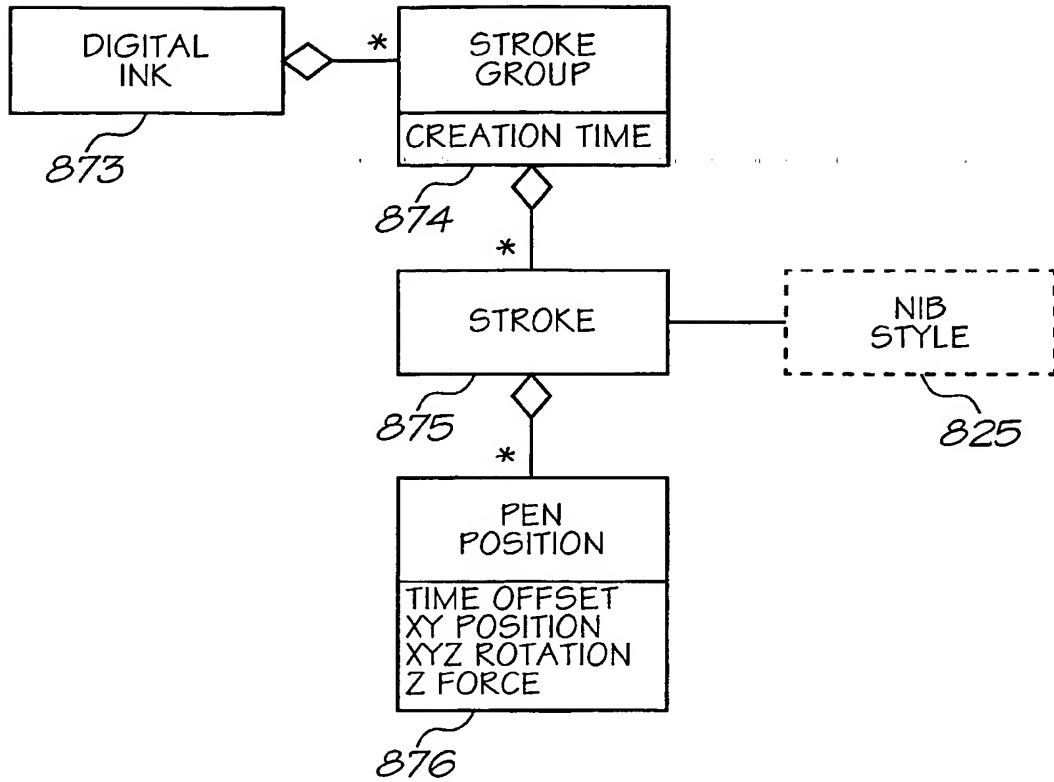 DIGITAL
INK
873
*
STROKE
GROUP
CREATION TIME
874
*
STROKE
875
NIB
STYLE
825
*
PEN
POSITION
TIME OFFSET
XY POSITION
XYZ ROTATION
Z FORCE
876